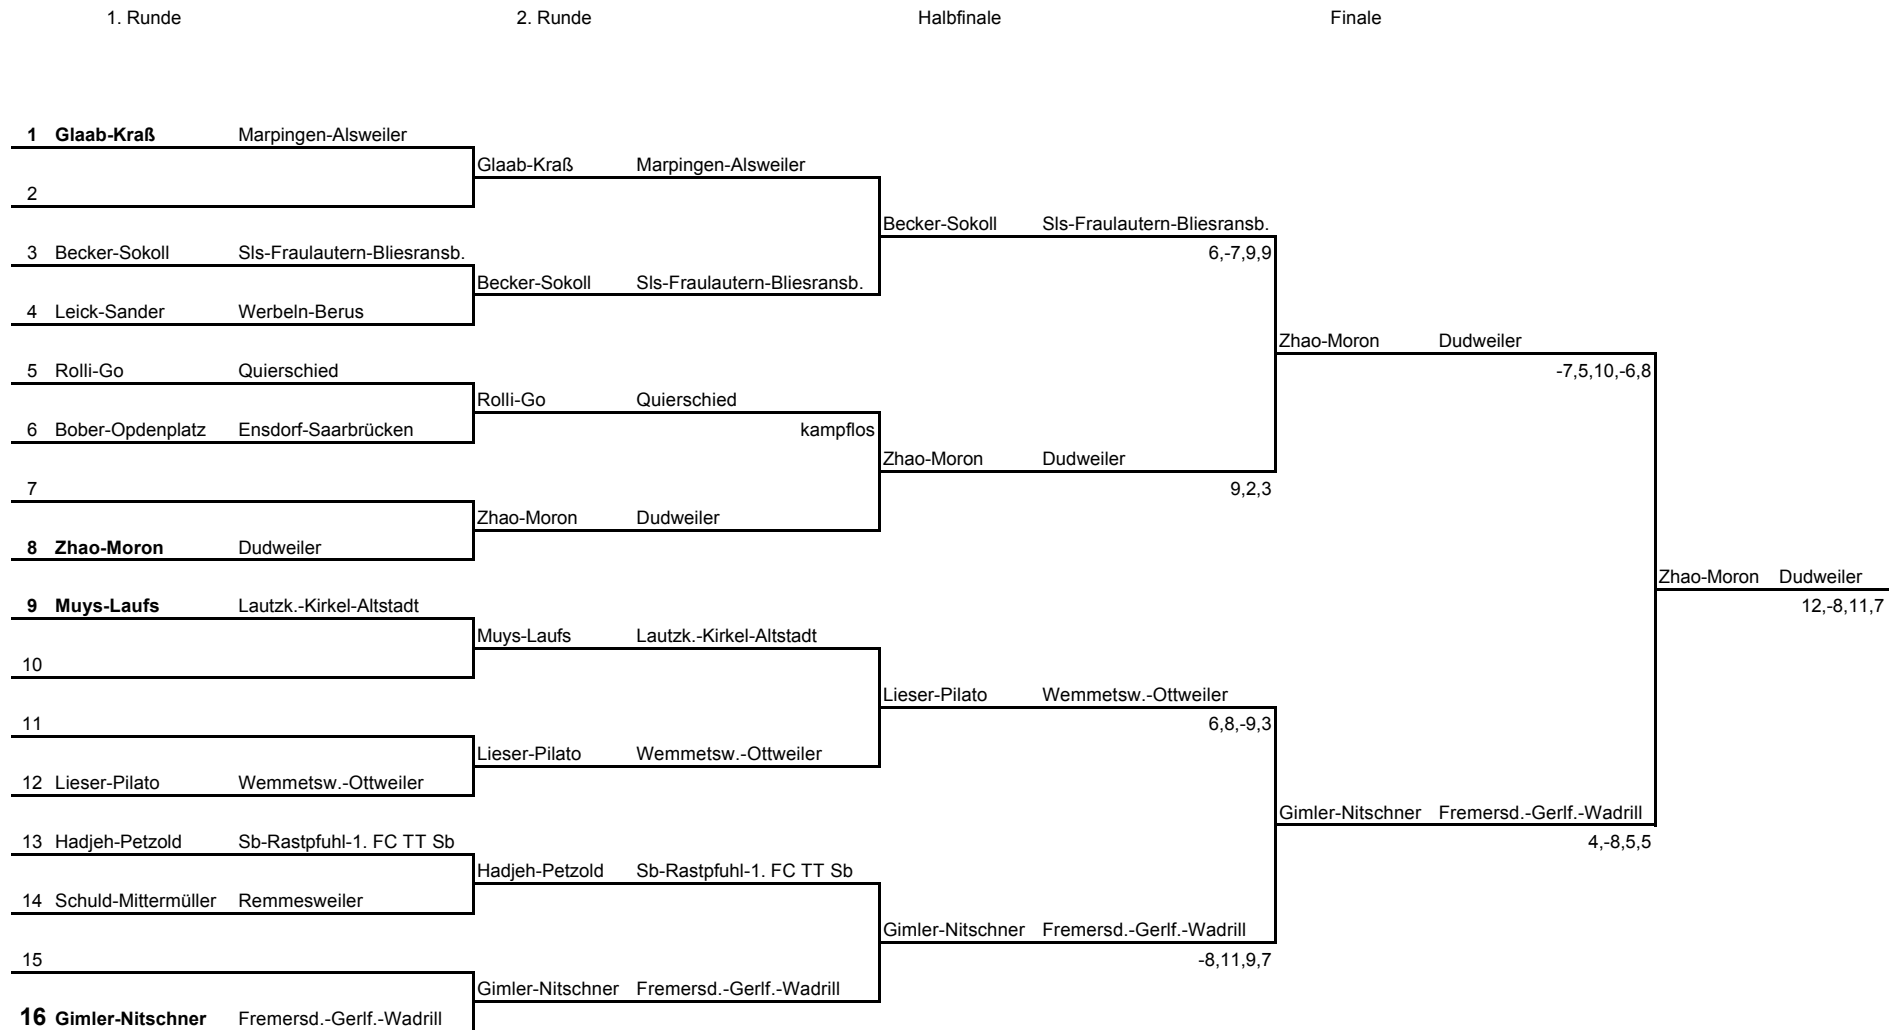 1. Runde 2. Runde Halbfinale Finale
1 Glaab-Kraß Marpingen-Alsweiler
Glaab-Kraß Marpingen-Alsweiler
2
Becker-Sokoll Sls-Fraulautern-Bliesransb.
3 Becker-Sokoll Sls-Fraulautern-Bliesransb. 6,-7,9,9
Becker-Sokoll Sls-Fraulautern-Bliesransb.
4 Leick-Sander Werbeln-Berus
Zhao-Moron Dudweiler
5 Rolli-Go Quierschied -7,5,10,-6,8
Rolli-Go Quierschied
6 Bober-Opdenplatz Ensdorf-Saarbrücken kampflos
Zhao-Moron Dudweiler
7 9,2,3
Zhao-Moron Dudweiler
8 Zhao-Moron Dudweiler
Zhao-Moron Dudweiler
9 Muys-Laufs Lautzk.-Kirkel-Altstadt 12,-8,11,7
Muys-Laufs Lautzk.-Kirkel-Altstadt
10
Lieser-Pilato Wemmetsw.-Ottweiler
11 6,8,-9,3
Lieser-Pilato Wemmetsw.-Ottweiler
12 Lieser-Pilato Wemmetsw.-Ottweiler
Gimler-Nitschner Fremersd.-Gerlf.-Wadrill
13 Hadjeh-Petzold Sb-Rastpfuhl-1. FC TT Sb 4,-8,5,5
Hadjeh-Petzold Sb-Rastpfuhl-1. FC TT Sb
14 Schuld-Mittermüller Remmesweiler
Gimler-Nitschner Fremersd.-Gerlf.-Wadrill
15 -8,11,9,7
Gimler-Nitschner Fremersd.-Gerlf.-Wadrill
16 Gimler-Nitschner Fremersd.-Gerlf.-Wadrill